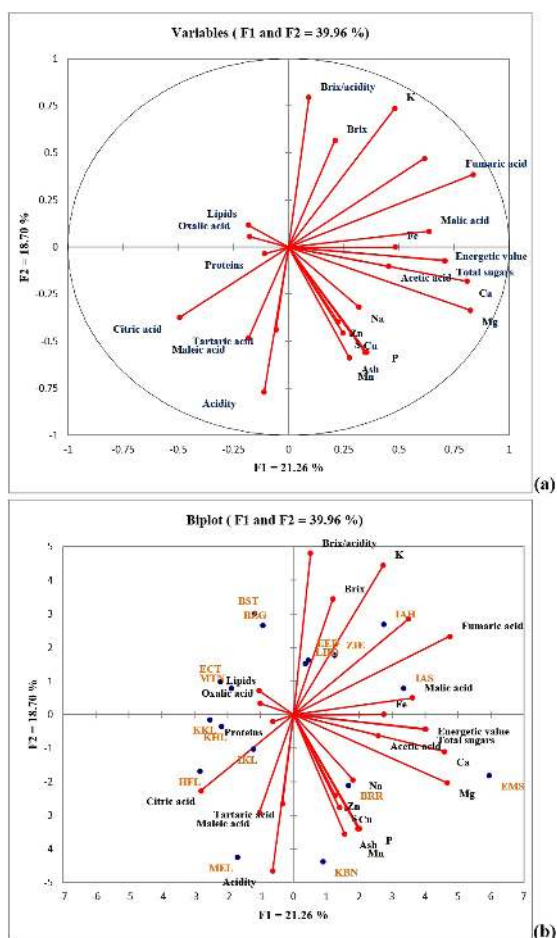 Variables ( F1 and F2 = 39.96 %)
1
0.75
0.5
0.25
0
-0.25
-0.5
-0.75
-1
F2 = 18.70 %
Brix/acidity
K
Brix
Fumaric acid
Lipids
Oxalic acid
Malic acid
Fe
Proteins
Energetic value
Total sugars
Acetic acid
Ca
Citric acid
Na
Mg
Tartaric acid
Maleic acid
Zn
S Cu
P
Ash
Mn
Acidity
-1 -0.75 -0.5 -0.25 0 0.25 0.5 0.75 1
F1 = 21.26 %
(a)
Biplot ( F1 and F2 = 39.96 %)
5
4
3
2
1
0
-1
-2
-3
-4
-5
F2 = 18.70 %
Brix/acidity
K
BST
Brix
IAH
ZJE
Fumaric acid
ECT
MTN
Lipids
IAS
Oxalic acid
Malic acid
Fe
KKL
KHL
Proteins
Energetic value
Total sugars
IKL
Acetic acid
Ca
HFL
Na
EMS
Citric acid
BRR
Mg
Tartaric acid
Maleic acid
Zn
S Cu
P
Ash
Mn
MEL
KBN
Acidity
-7 -6 -5 -4 -3 -2 -1 0 1 2 3 4 5 6 7
F1 = 21.26 %
(b)